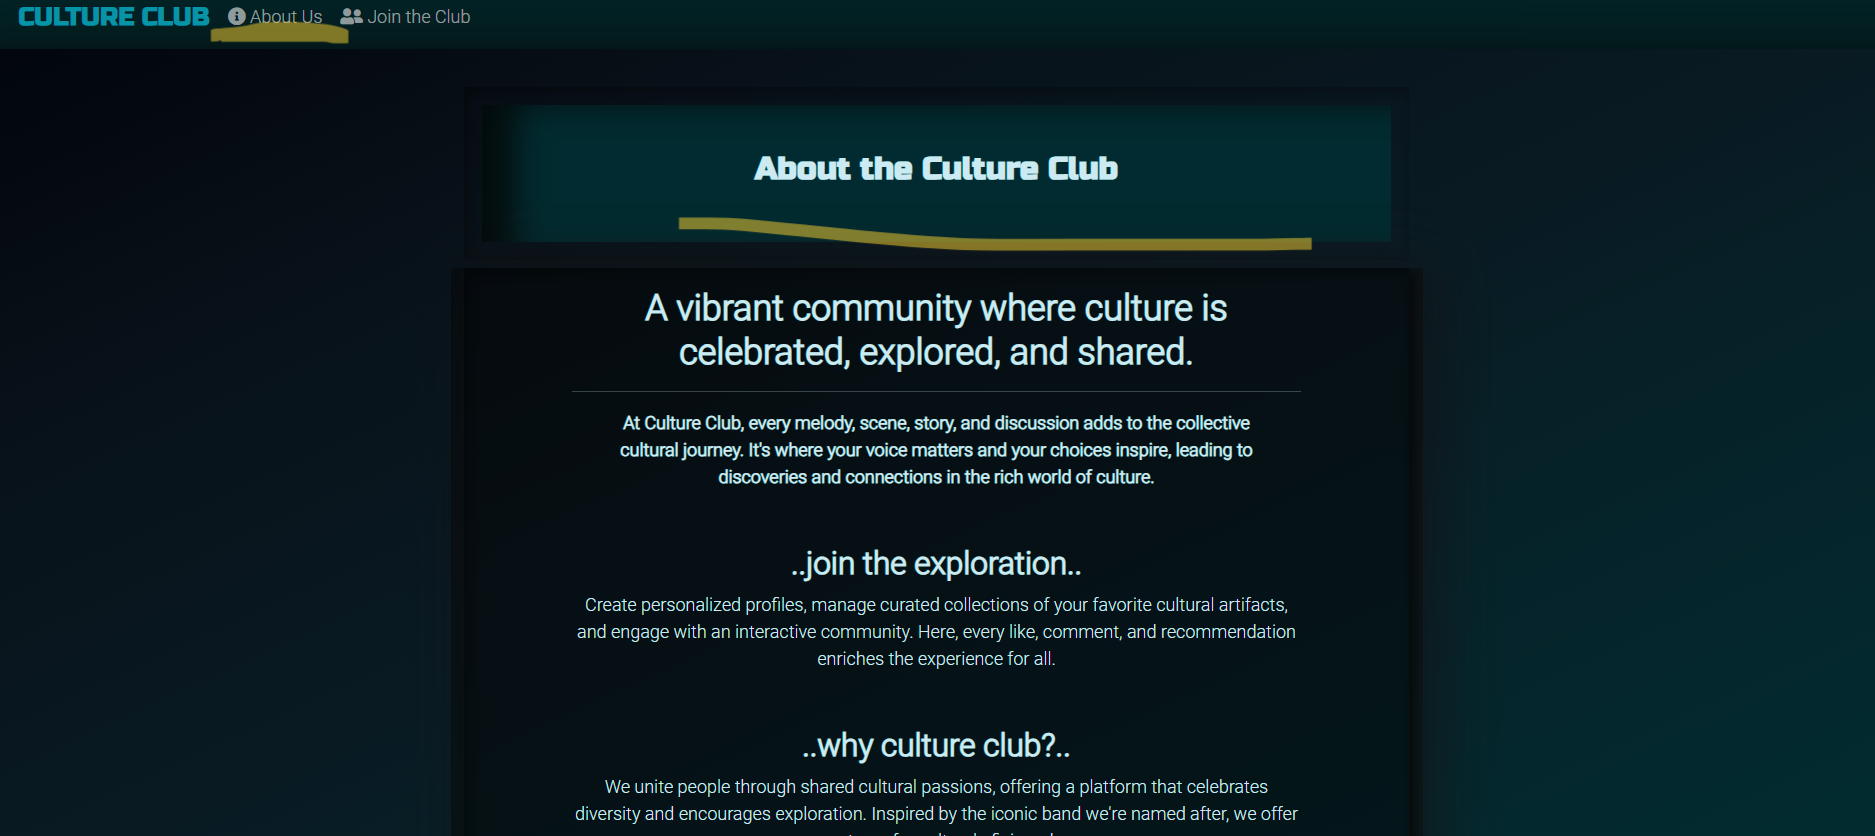 CULTURE CLUB About Us Join the Club
About the Culture Club
A vibrant community where culture is
celebrated, explored, and shared.
At Culture Club, every melody, scene, story, and discussion adds to the collective
cultural journey. It's where your voice matters and your choices inspire, leading to
discoveries and connections in the rich world of culture.
..join the exploration..
Create personalized profiles, manage curated collections of your favorite cultural artifacts,
and engage with an interactive community. Here, every like, comment, and recommendation
enriches the experience for all.
..why culture club?..
We unite people through shared cultural passions, offering a platform that celebrates
diversity and encourages exploration. Inspired by the iconic band we're named after, we offer